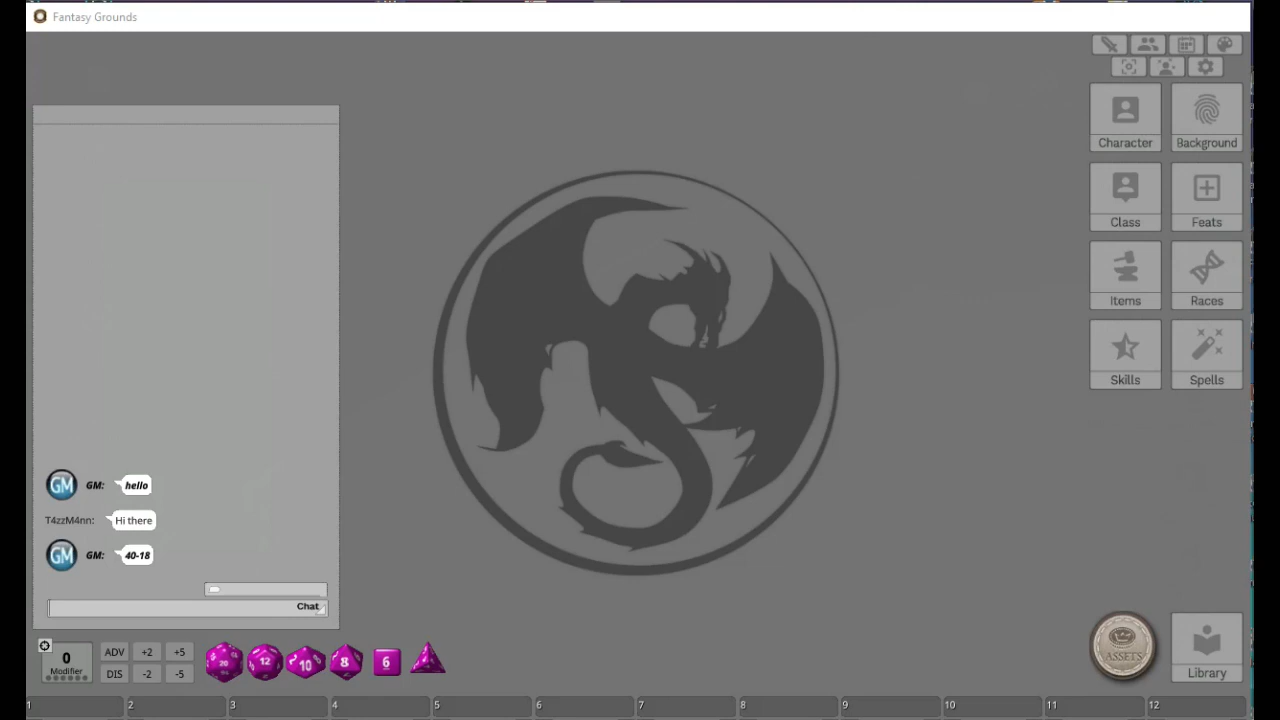 Fantasy Grounds
Character
Background
Class
Feats
Items
Races
Skills
Spells
GM
GM:
hello
T4zzM4nn:
Hi there
GM
GM:
40-18
Chat
0
Modifier
ADV
+2
+5
DIS
-2
-5
20
12
10
8
6
ASSETS
Library
1
2
3
4
5
6
7
8
9
10
11
12